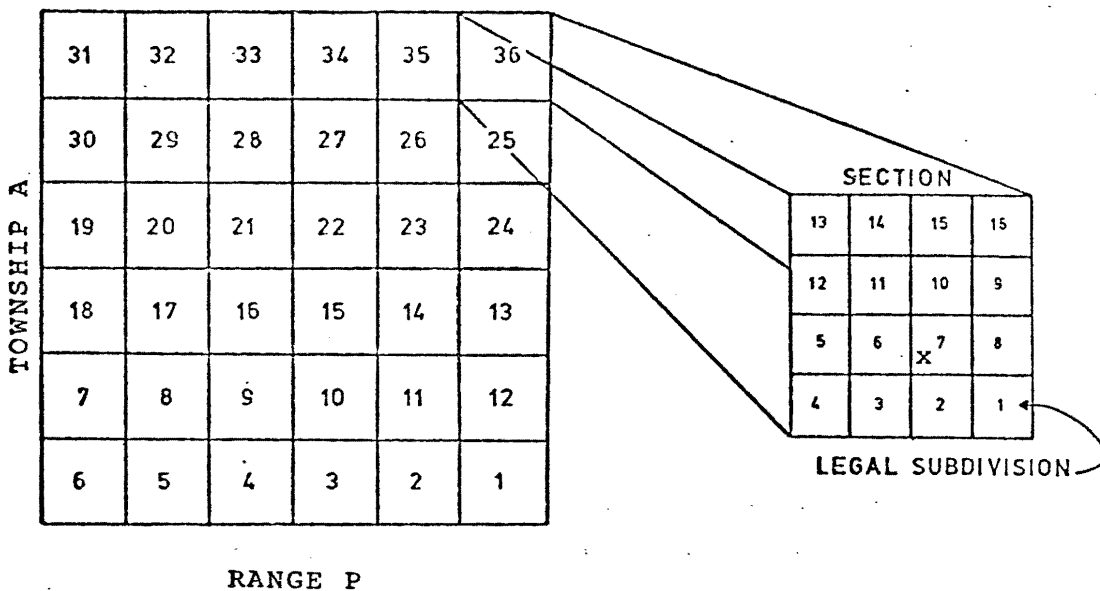 31 32 33 34 35 36
30 29 28 27 26 25
19 20 21 22 23 24
18 17 16 15 14 13
7 8 9 10 11 12
6 5 4 3 2 1
TOWNSHIP A
RANGE P
SECTION
13 14 15 16
12 11 10 9
5 6 X 7 8
4 3 2 1
LEGAL SUBDIVISION